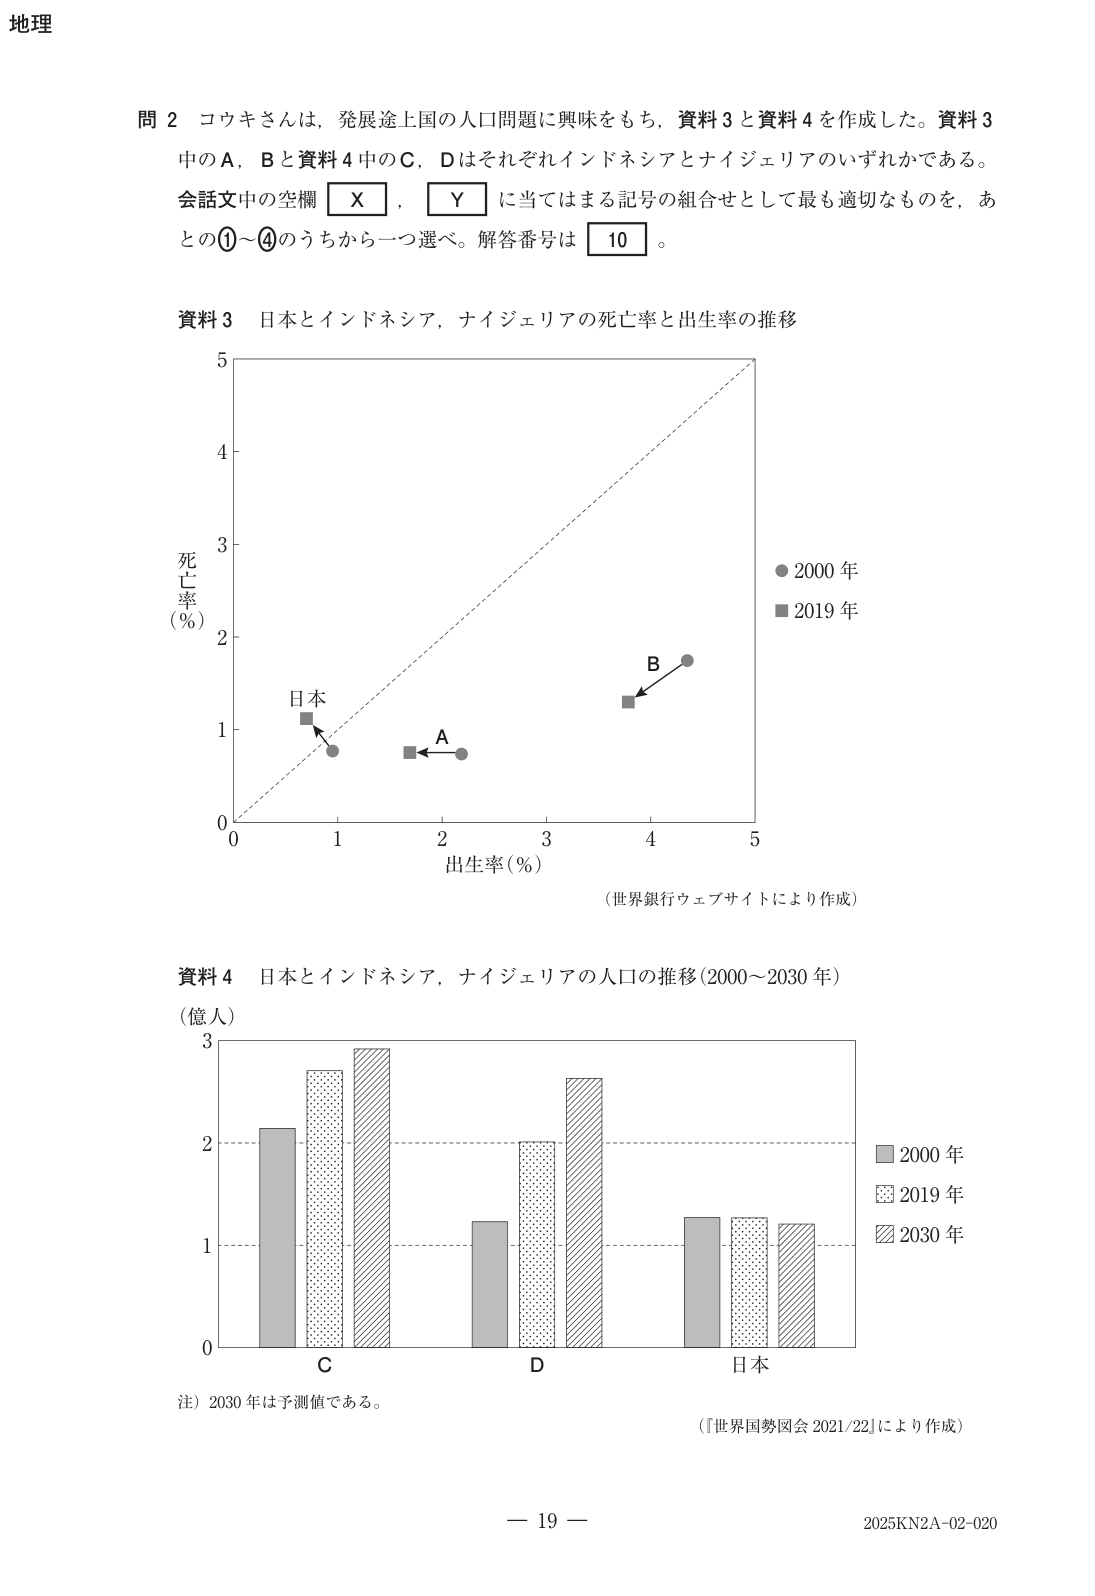 地理
問 2 コウキさんは，発展途上国の人口問題に興味をもち，資料3と資料4を作成した。資料3
中のA，Bと資料4中のC，Dはそれぞれインドネシアとナイジェリアのいずれかである。
会話文中の空欄 X ， Y に当てはまる記号の組合せとして最も適切なものを，あ
との①～④のうちから一つ選べ。解答番号は 10 。
資料3 日本とインドネシア，ナイジェリアの死亡率と出生率の推移
5
4
3
2
1
0
死亡率(%)
0 1 2 3 4 5
出生率(%)
日本
A
B
2000 年
2019 年
（世界銀行ウェブサイトにより作成）
資料4 日本とインドネシア，ナイジェリアの人口の推移(2000～2030 年)
（億人）
3
2
1
0
C D 日本
2000 年
2019 年
2030 年
注）2030 年は予測値である。
（『世界国勢図会 2021/22』により作成）
― 19 ―
2025KN2A-02-020